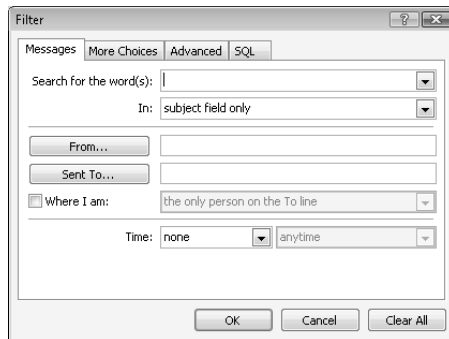 Filter
Messages More Choices Advanced SQL
Search for the word(s):
In: subject field only
From...
Sent To...
Where I am: the only person on the To line
Time: none anytime
OK Cancel Clear All